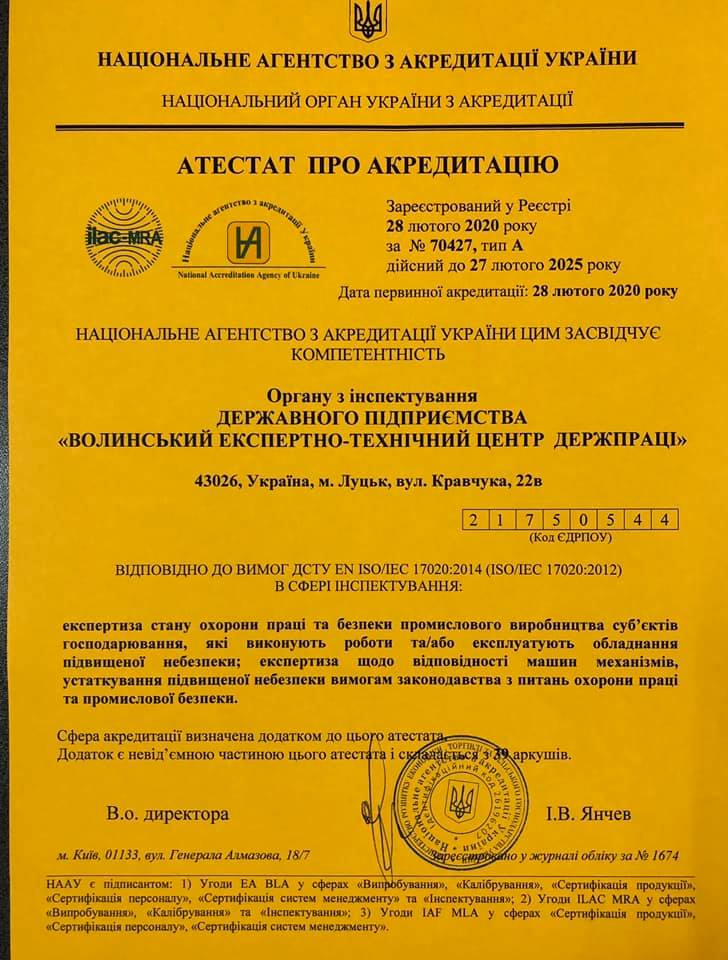 НАЦІОНАЛЬНЕ АГЕНТСТВО З АКРЕДИТАЦІЇ УКРАЇНИ
НАЦІОНАЛЬНИЙ ОРГАН УКРАЇНИ З АКРЕДИТАЦІЇ
АТЕСТАТ ПРО АКРЕДИТАЦІЮ
ilac-MRA
Національне агентство з акредитації України
National Accreditation Agency of Ukraine
Зареєстрований у Реєстрі
28 лютого 2020 року
за № 70427, тип А
дійсний до 27 лютого 2025 року
Дата первинної акредитації: 28 лютого 2020 року
НАЦІОНАЛЬНЕ АГЕНТСТВО З АКРЕДИТАЦІЇ УКРАЇНИ ЦИМ ЗАСВІДЧУЄ
КОМПЕТЕНТНІСТЬ
Органу з інспектування
ДЕРЖАВНОГО ПІДПРИЄМСТВА
«ВОЛИНСЬКИЙ ЕКСПЕРТНО-ТЕХНІЧНИЙ ЦЕНТР ДЕРЖПРАЦІ»
43026, Україна, м. Луцьк, вул. Кравчука, 22в
2 1 7 5 0 5 4 4
(Код ЄДРПОУ)
ВІДПОВІДНО ДО ВИМОГ ДСТУ EN ISO/IEC 17020:2014 (ISO/IEC 17020:2012)
В СФЕРІ ІНСПЕКТУВАННЯ:
експертиза стану охорони праці та безпеки промислового виробництва суб’єктів
господарювання, які виконують роботи та/або експлуатують обладнання
підвищеної небезпеки; експертиза щодо відповідності машин механізмів,
устаткування підвищеної небезпеки вимогам законодавства з питань охорони праці
та промислової безпеки.
Сфера акредитації визначена додатком до цього атестата.
Додаток є невід’ємною частиною цього атестата і складається з 39 аркушів.
В.о. директора
І.В. Янчев
Національне агентство з акредитації України
Ідентифікаційний код 26196207
м. Київ, 01133, вул. Генерала Алмазова, 18/7
Зареєстровано у журналі обліку за № 1674
НААУ є підписантом: 1) Угоди EA BLA у сферах «Випробування», «Калібрування», «Сертифікація продукції»,
«Сертифікація персоналу», «Сертифікація систем менеджменту» та «Інспектування»; 2) Угоди ILAC MRA у сферах
«Випробування», «Калібрування» та «Інспектування»; 3) Угоди IAF MLA у сферах «Сертифікація продукції»,
«Сертифікація персоналу», «Сертифікація систем менеджменту».